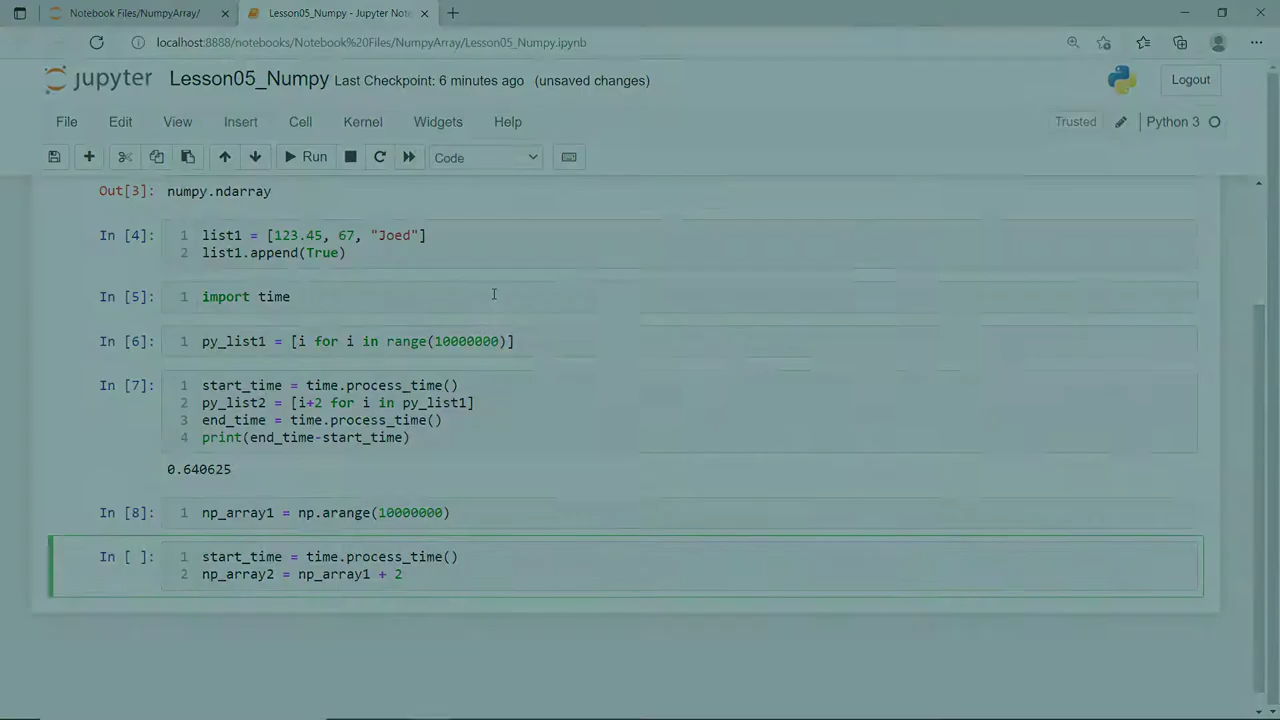 Notebook Files/NumpyArray/
Lesson05_Numpy - Jupyter Note
localhost:8888/notebooks/Notebook%20Files/NumpyArray/Lesson05_Numpy.ipynb
jupyter Lesson05_Numpy Last Checkpoint: 6 minutes ago (unsaved changes)
Logout
File Edit View Insert Cell Kernel Widgets Help
Trusted Python 3
Run Code
Out[3]: numpy.ndarray
In [4]: 1 list1 = [123.45, 67, "Joed"]
2 list1.append(True)
In [5]: 1 import time
In [6]: 1 py_list1 = [i for i in range(10000000)]
In [7]: 1 start_time = time.process_time()
2 py_list2 = [i+2 for i in py_list1]
3 end_time = time.process_time()
4 print(end_time-start_time)
0.640625
In [8]: 1 np_array1 = np.arange(10000000)
In [ ]: 1 start_time = time.process_time()
2 np_array2 = np_array1 + 2